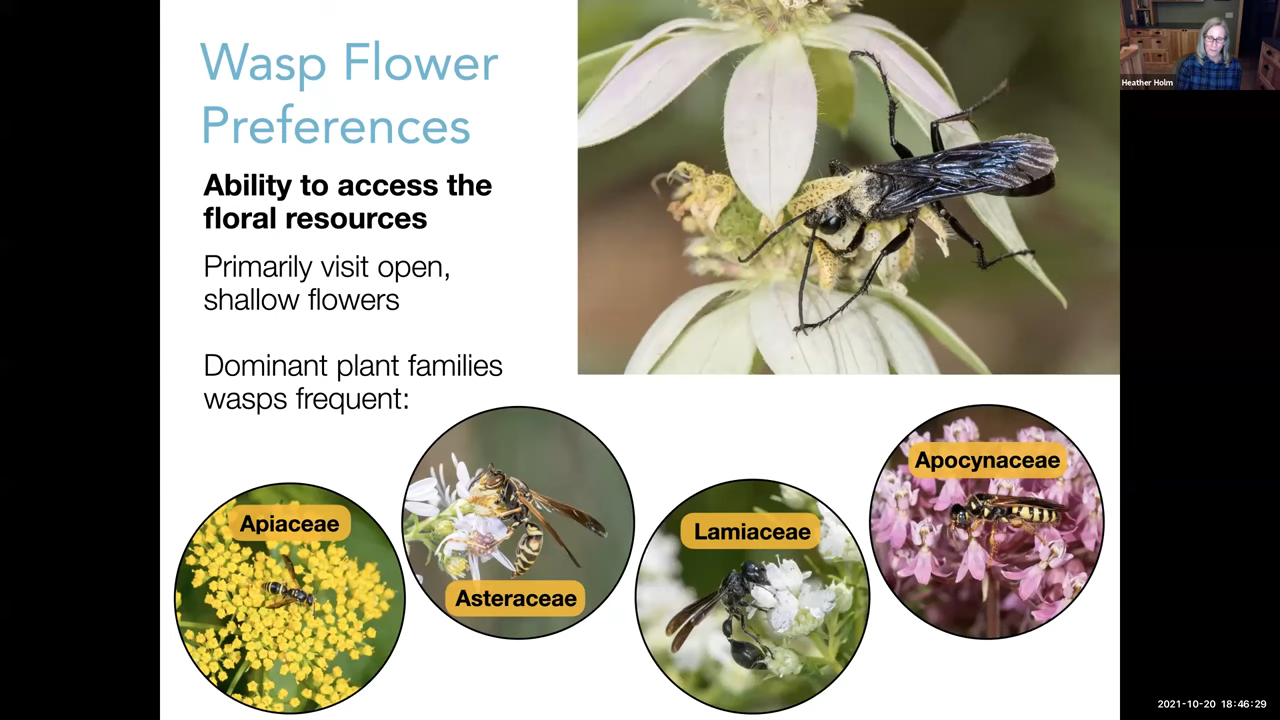 Wasp Flower
Preferences
Ability to access the
floral resources
Primarily visit open,
shallow flowers
Dominant plant families
wasps frequent:
Apiaceae
Asteraceae
Lamiaceae
Apocynaceae
Heather Holm
2021-10-20 18:46:29